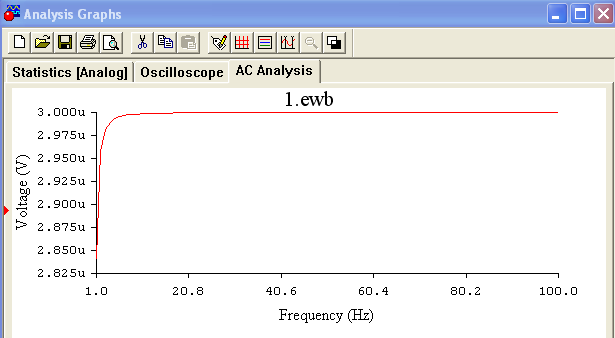 Analysis Graphs
Statistics [Analog] Oscilloscope AC Analysis
1.ewb
Voltage (V)
3.000u
2.975u
2.950u
2.925u
2.900u
2.875u
2.850u
2.825u
1.0 20.8 40.6 60.4 80.2 100.0
Frequency (Hz)